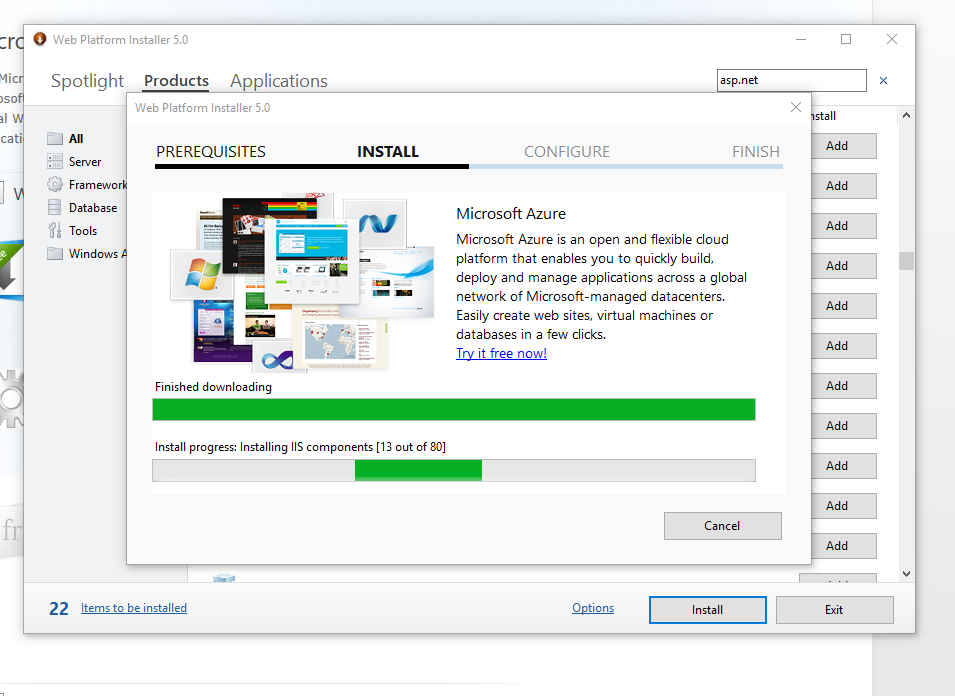 cro
Web Platform Installer 5.0
Spotlight
Products
Applications
asp.net
Micr
osoft
al W
cati
W
Install
All
Server
Framework
Database
Tools
Windows A
Web Platform Installer 5.0
PREREQUISITES
INSTALL
CONFIGURE
FINISH
Microsoft Azure
Microsoft Azure is an open and flexible cloud
platform that enables you to quickly build,
deploy and manage applications across a global
network of Microsoft-managed datacenters.
Easily create web sites, virtual machines or
databases in a few clicks.
Try it free now!
Finished downloading
Install progress: Installing IIS components [13 out of 80]
Cancel
Add
Add
Add
Add
Add
Add
Add
Add
Add
Add
Add
fr
22
Items to be installed
Options
Install
Exit